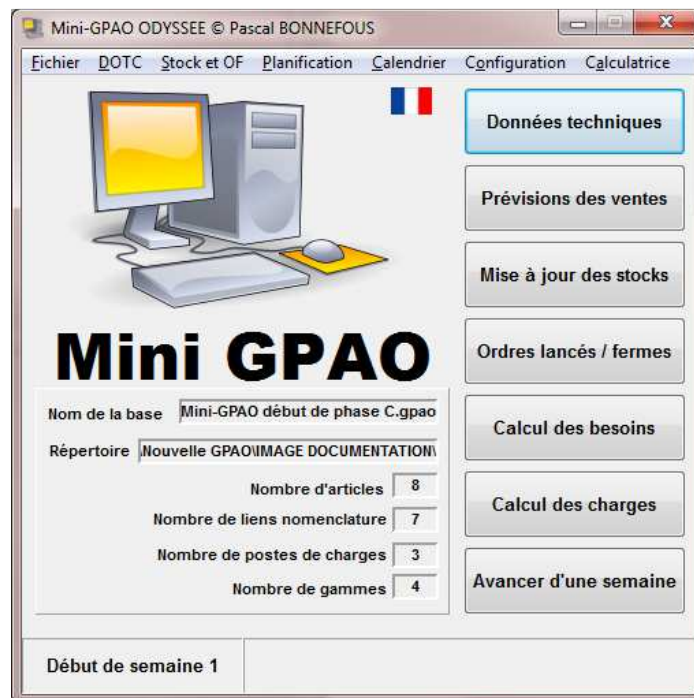 Mini-GPAO ODYSSEE © Pascal BONNEFOUS
Fichier DOTC Stock et OF Planification Calendrier Configuration Calculatrice
Données techniques
Prévisions des ventes
Mise à jour des stocks
Ordres lancés / fermes
Calcul des besoins
Calcul des charges
Avancer d'une semaine
Mini GPAO
Nom de la base Mini-GPAO début de phase C.gpao
Répertoire \Nouvelle GPAO\IMAGE DOCUMENTATION\
Nombre d'articles 8
Nombre de liens nomenclature 7
Nombre de postes de charges 3
Nombre de gammes 4
Début de semaine 1